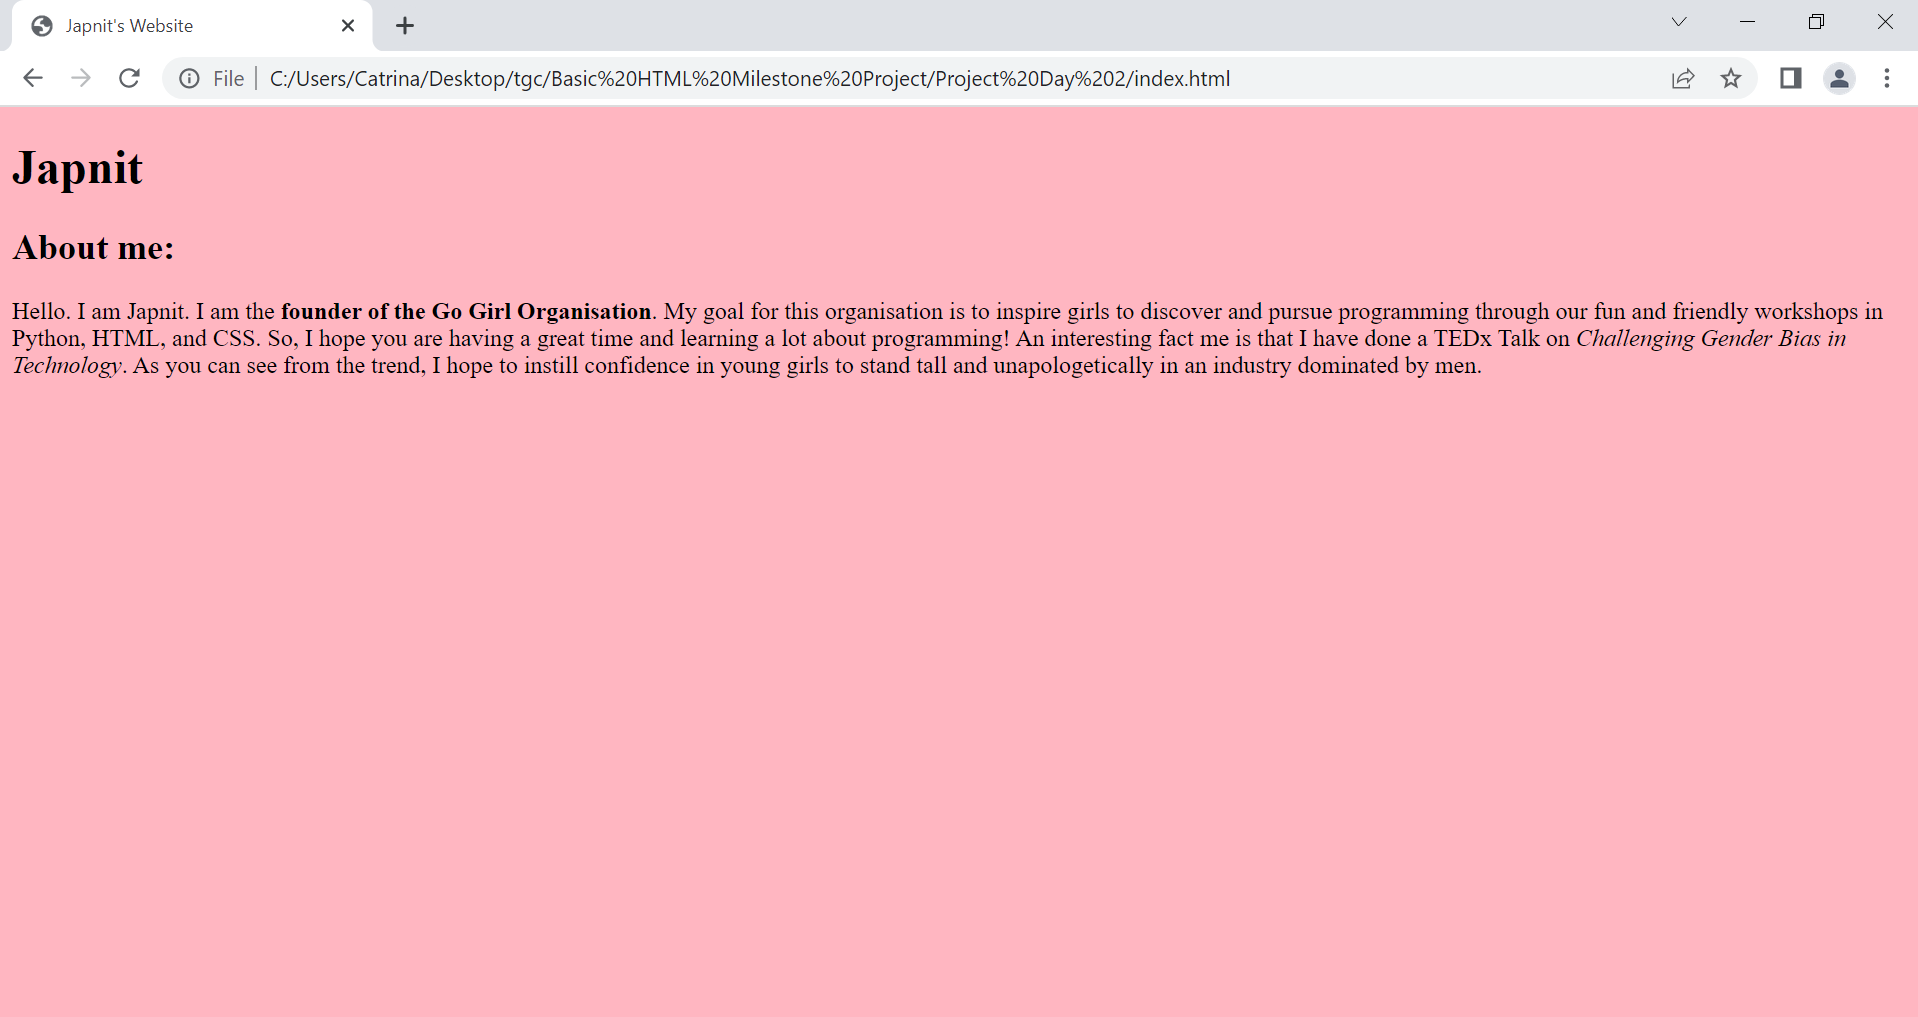 Japnit's Website
File
C:/Users/Catrina/Desktop/tgc/Basic%20HTML%20Milestone%20Project/Project%20Day%202/index.html
Japnit
About me:
Hello. I am Japnit. I am the founder of the Go Girl Organisation. My goal for this organisation is to inspire girls to discover and pursue programming through our fun and friendly workshops in
Python, HTML, and CSS. So, I hope you are having a great time and learning a lot about programming! An interesting fact me is that I have done a TEDx Talk on Challenging Gender Bias in
Technology. As you can see from the trend, I hope to instill confidence in young girls to stand tall and unapologetically in an industry dominated by men.